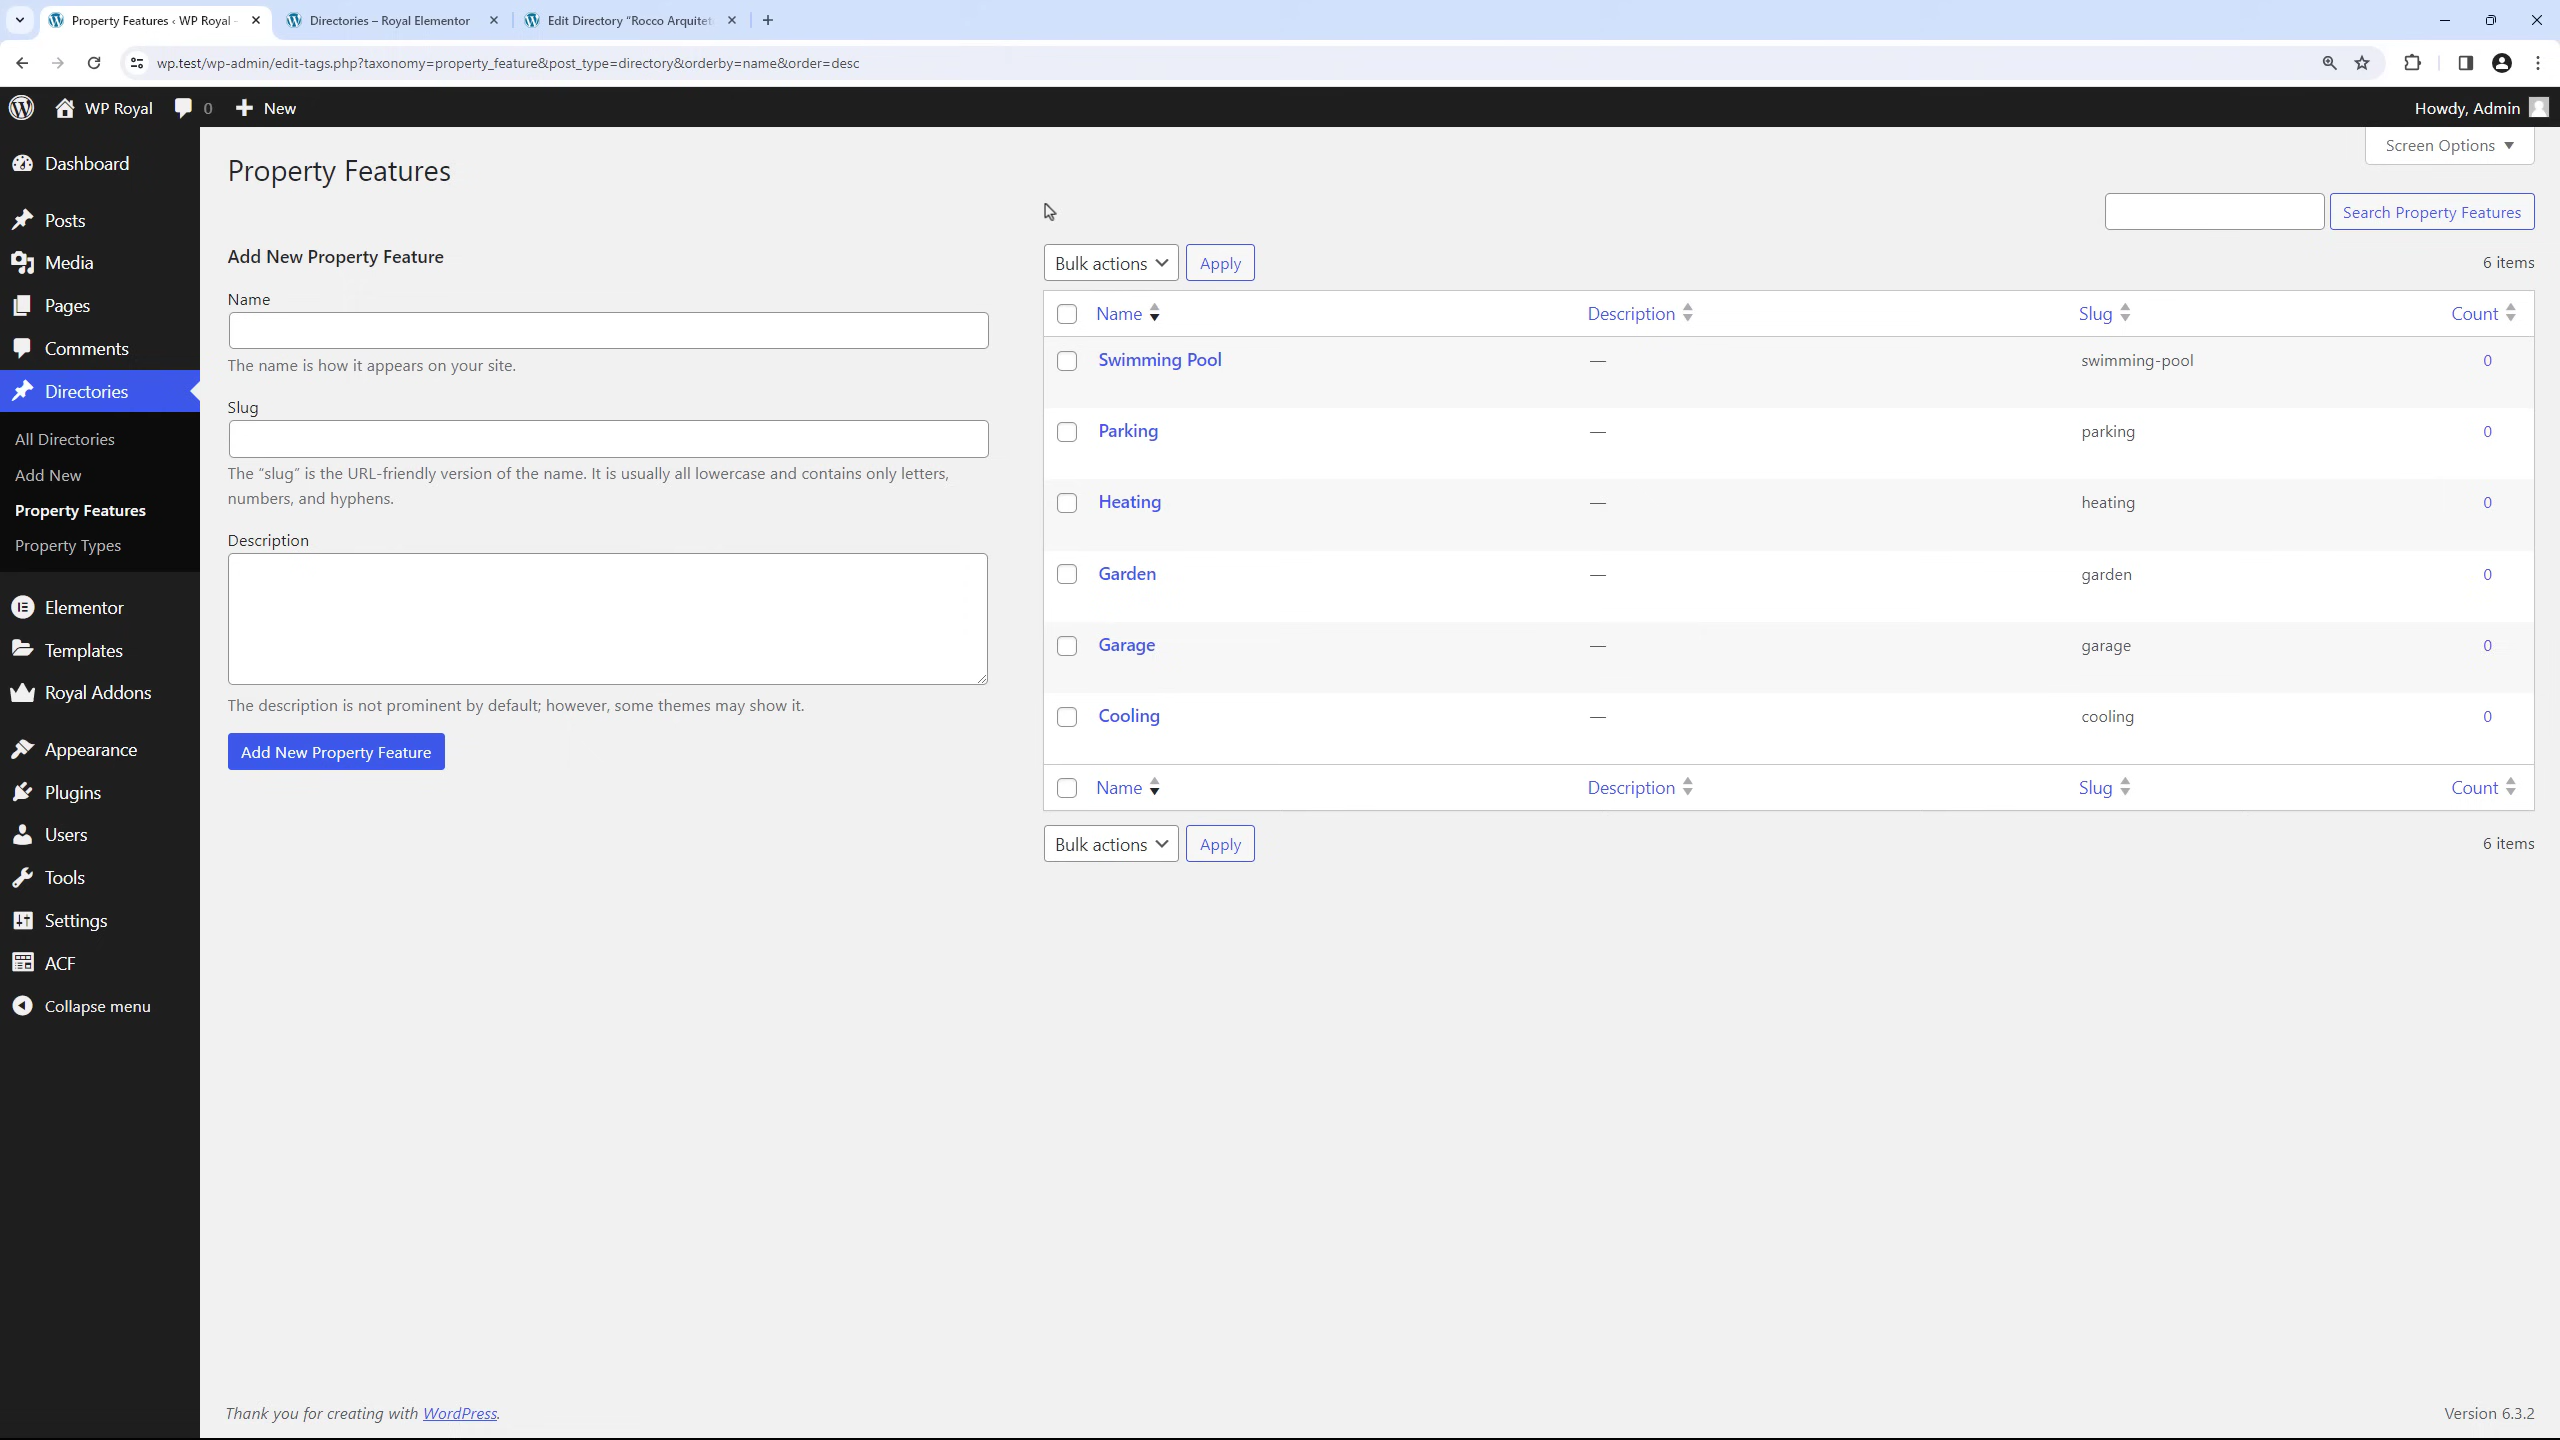 Property Features ‹ WP Royal -
Directories – Royal Elementor
Edit Directory "Rocco Arquitet
wp.test/wp-admin/edit-tags.php?taxonomy=property_feature&post_type=directory&orderby=name&order=desc
WP Royal
0
New
Howdy, Admin
Dashboard
Posts
Media
Pages
Comments
Directories
All Directories
Add New
Property Features
Property Types
Elementor
Templates
Royal Addons
Appearance
Plugins
Users
Tools
Settings
ACF
Collapse menu
Screen Options
Property Features
Search Property Features
Add New Property Feature
Name
The name is how it appears on your site.
Slug
The "slug" is the URL-friendly version of the name. It is usually all lowercase and contains only letters,
numbers, and hyphens.
Description
The description is not prominent by default; however, some themes may show it.
Add New Property Feature
Bulk actions Apply 6 items
Name Description Slug Count
Swimming Pool — swimming-pool 0
Parking — parking 0
Heating — heating 0
Garden — garden 0
Garage — garage 0
Cooling — cooling 0
Name Description Slug Count
Bulk actions Apply 6 items
Thank you for creating with WordPress.
Version 6.3.2